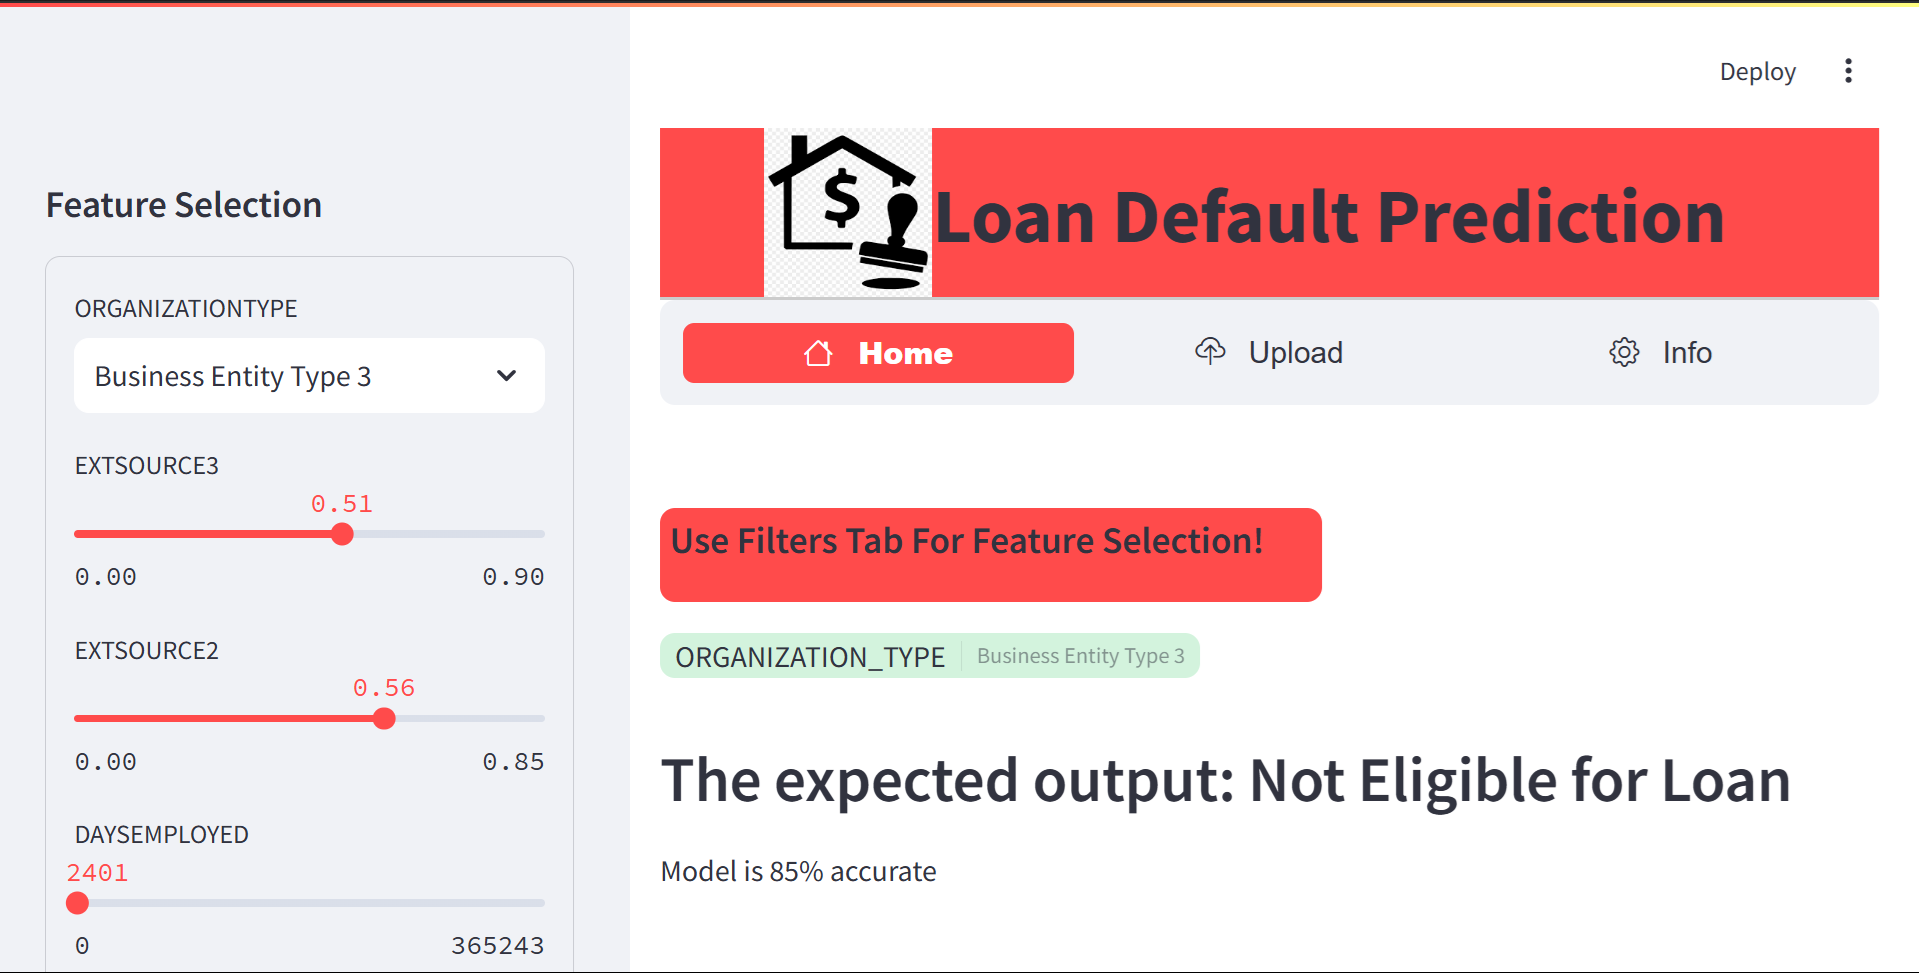 Deploy
Feature Selection
ORGANIZATIONTYPE
Business Entity Type 3
EXTSOURCE3
0.51
0.00 0.90
EXTSOURCE2
0.56
0.00 0.85
DAYSEMPLOYED
2401
0 365243
$
Loan Default Prediction
Home Upload Info
Use Filters Tab For Feature Selection!
ORGANIZATION_TYPE Business Entity Type 3
The expected output: Not Eligible for Loan
Model is 85% accurate